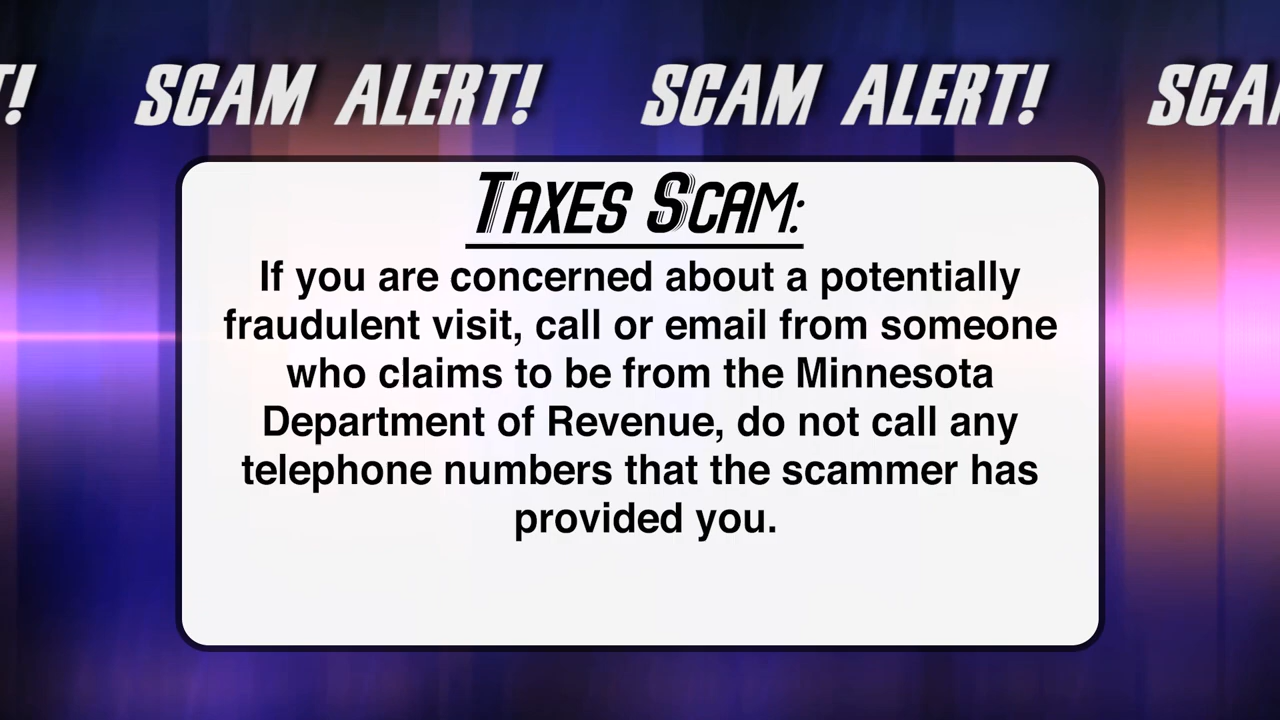 T! SCAM ALERT! SCAM ALERT! SCA
TAXES SCAM:
If you are concerned about a potentially
fraudulent visit, call or email from someone
who claims to be from the Minnesota
Department of Revenue, do not call any
telephone numbers that the scammer has
provided you.